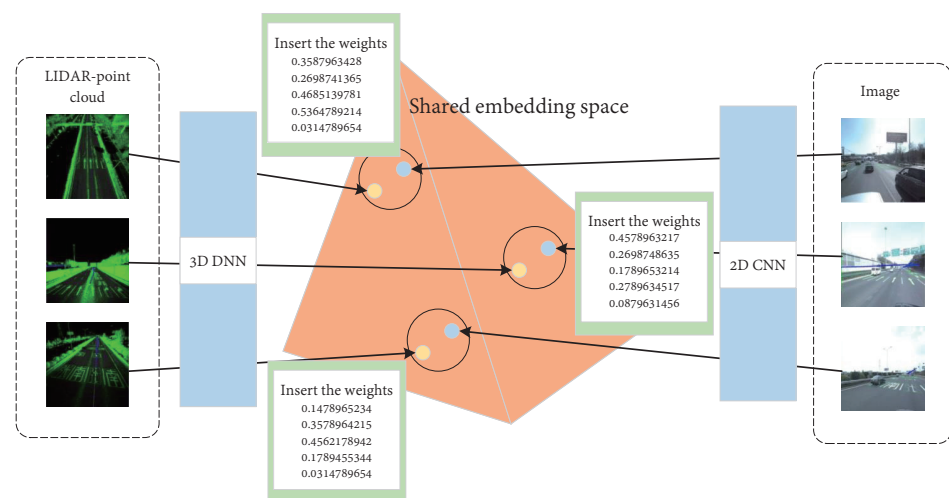 LIDAR-point
cloud
3D DNN
Insert the weights
0.3587963428
0.2698741365
0.4685139781
0.5364789214
0.0314789654
Shared embedding space
Insert the weights
0.4578963217
0.2698748635
0.1789653214
0.2789634517
0.0879631456
Insert the weights
0.1478965234
0.3578964215
0.4562178942
0.1789455344
0.0314789654
2D CNN
Image